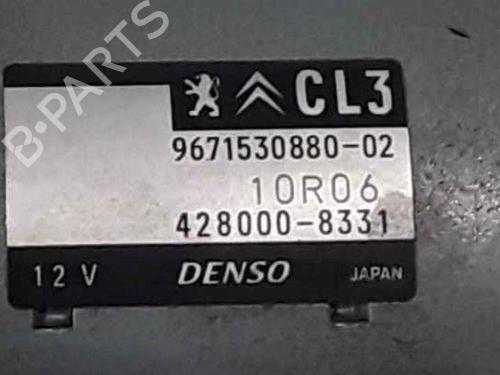 CL3
9671530880-02
10R06
428000-8331
12 V DENSO JAPAN
B-PARTS